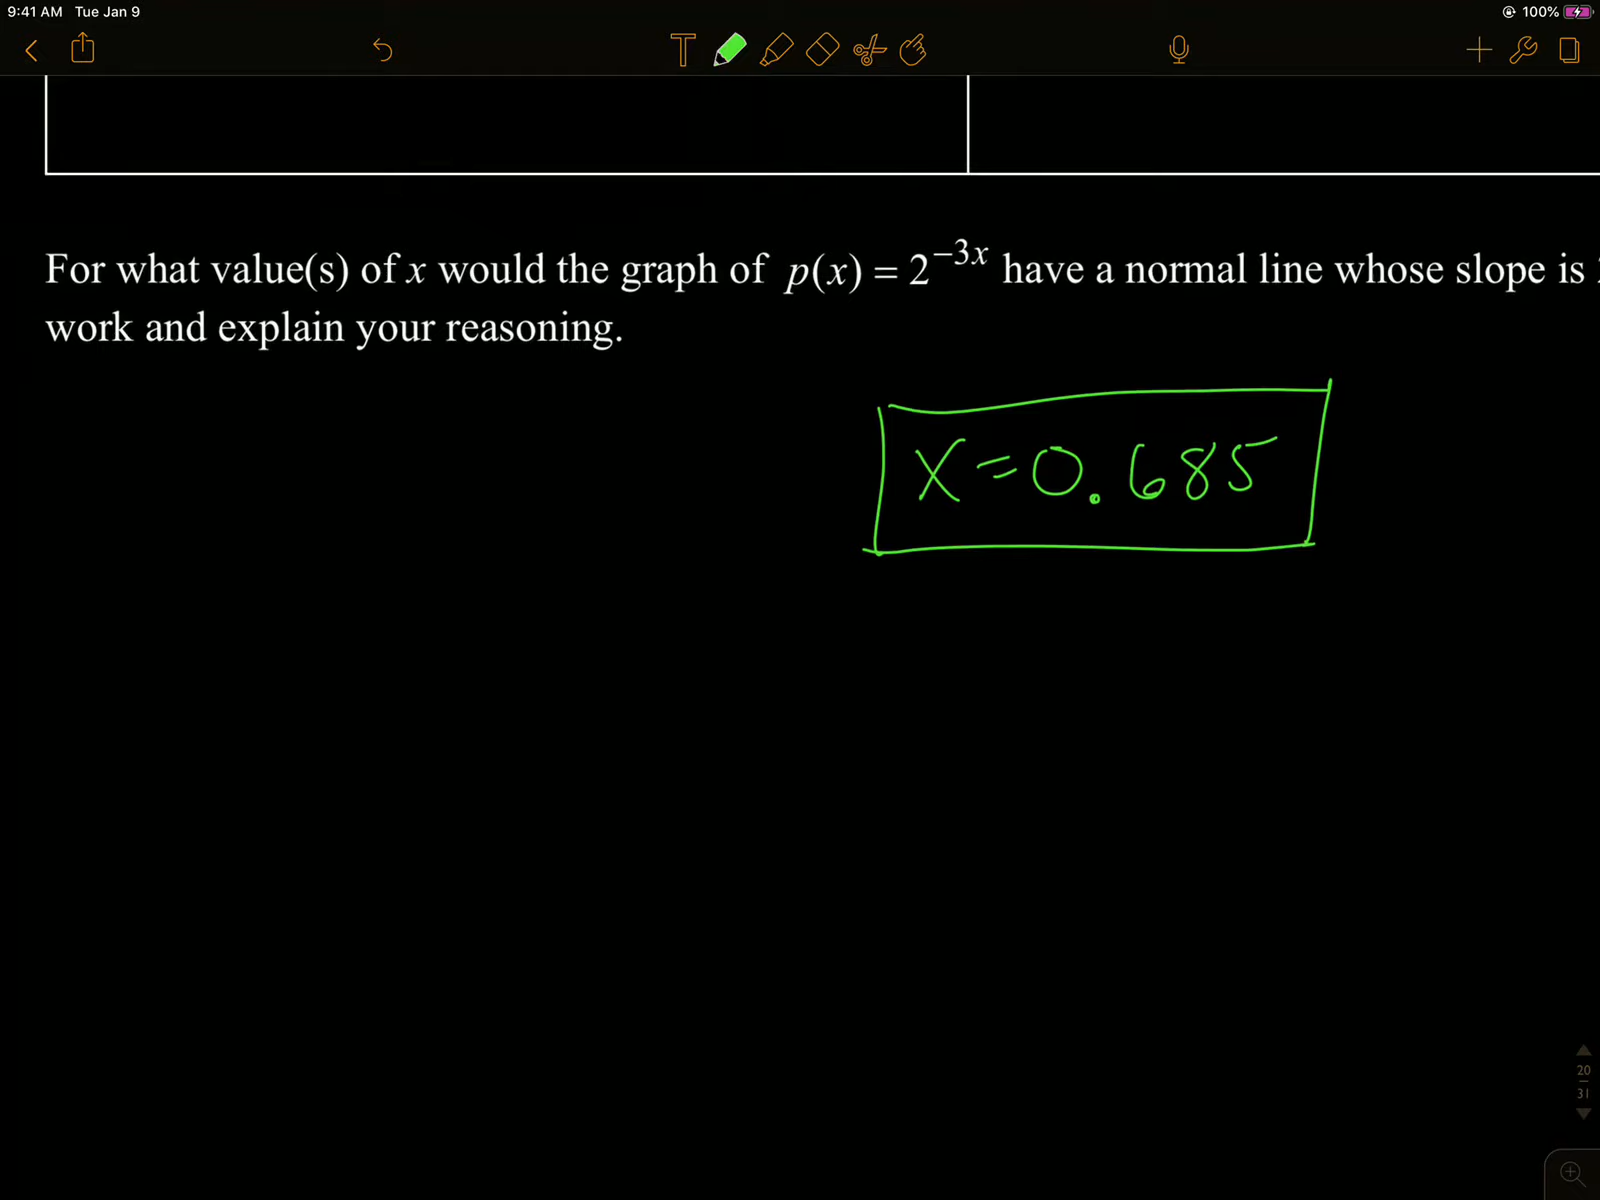 9:41 AM Tue Jan 9
100%
For what value(s) of x would the graph of p(x) = 2^{-3x} have a normal line whose slope is
work and explain your reasoning.
x=0.685
20
31